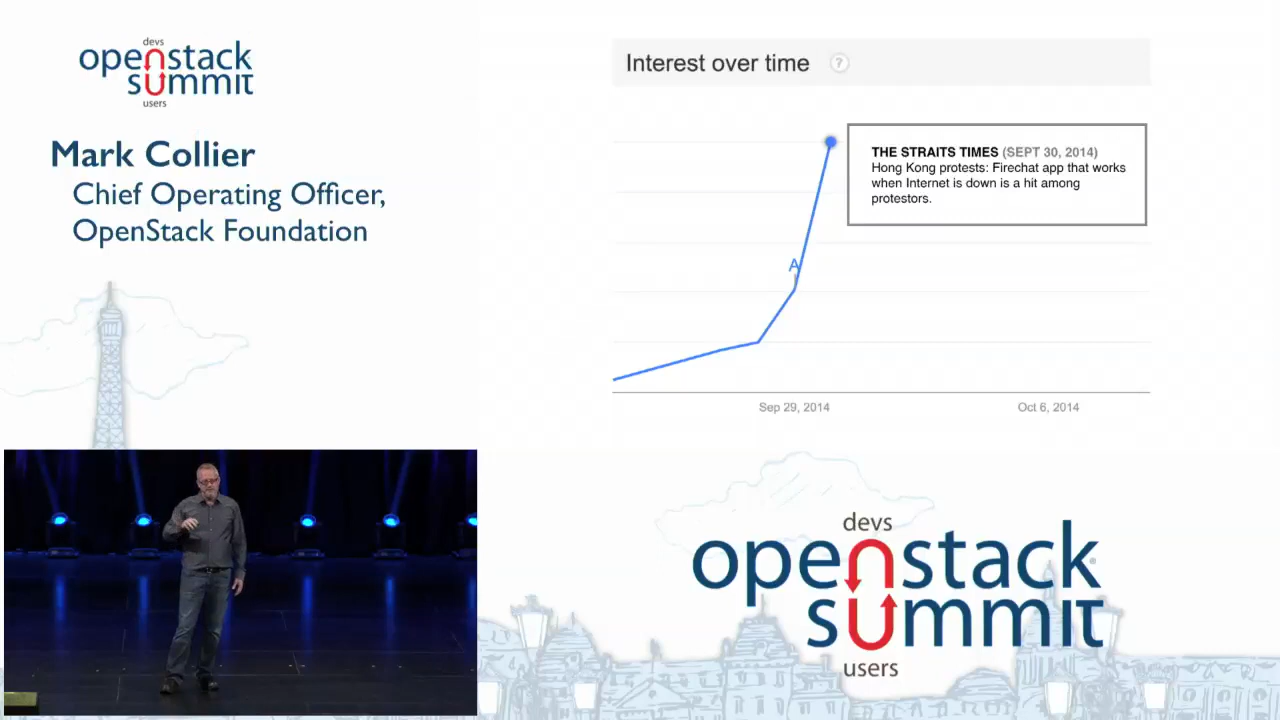 devs
openstack
summit
users
Mark Collier
Chief Operating Officer,
OpenStack Foundation
Interest over time ?
THE STRAITS TIMES (SEPT 30, 2014)
Hong Kong protests: Firechat app that works
when Internet is down is a hit among
protestors.
A
Sep 29, 2014
Oct 6, 2014
devs
openstack®
summit
users